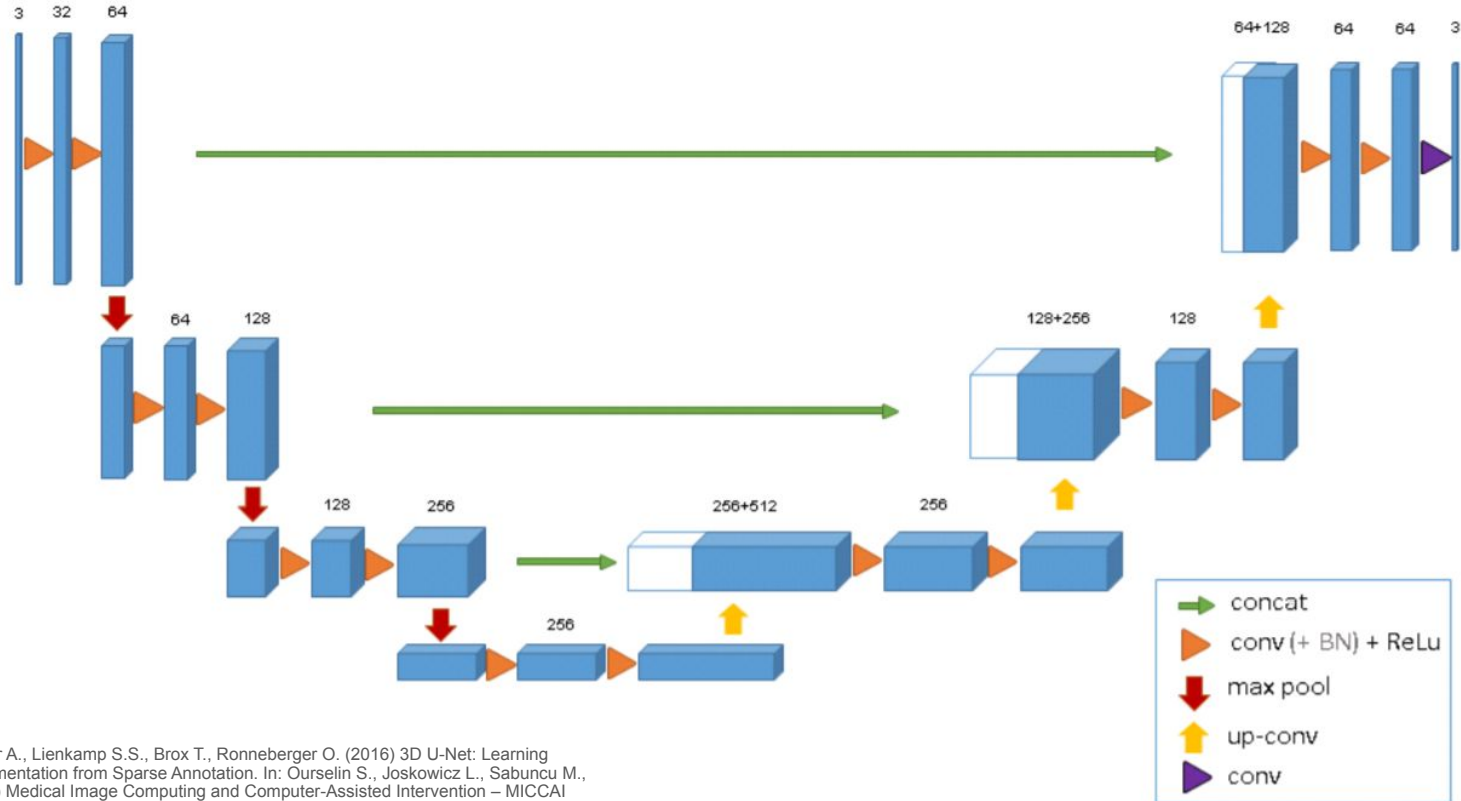 3 32 64
64+128 64 64 3
64 128
128+256 128
128 256
256+512 256
256
concat
conv (+ BN) + ReLu
max pool
up-conv
conv
A., Lienkamp S.S., Brox T., Ronneberger O. (2016) 3D U-Net: Learning
from Sparse Annotation. In: Ourselin S., Joskowicz L., Sabuncu M.,
Medical Image Computing and Computer-Assisted Intervention – MICCAI